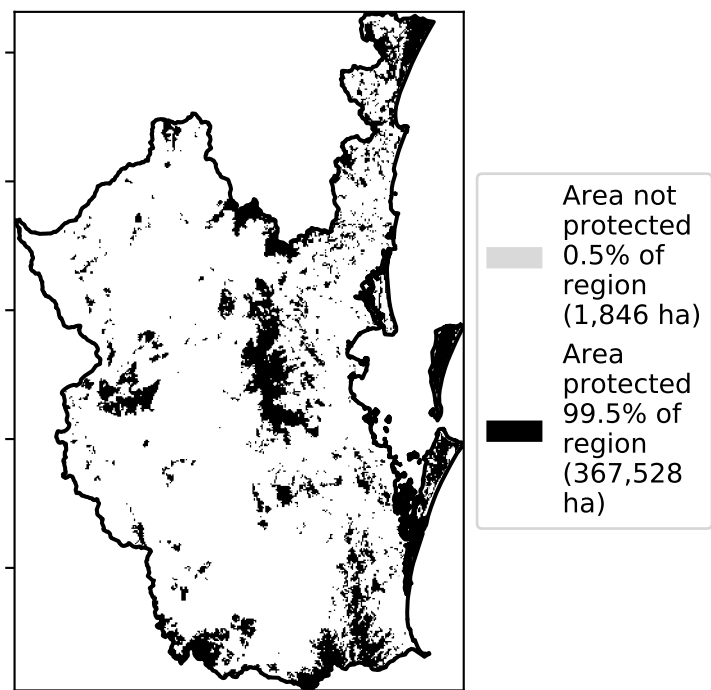 Area not
protected
0.5% of
region
(1,846 ha)
Area
protected
99.5% of
region
(367,528
ha)